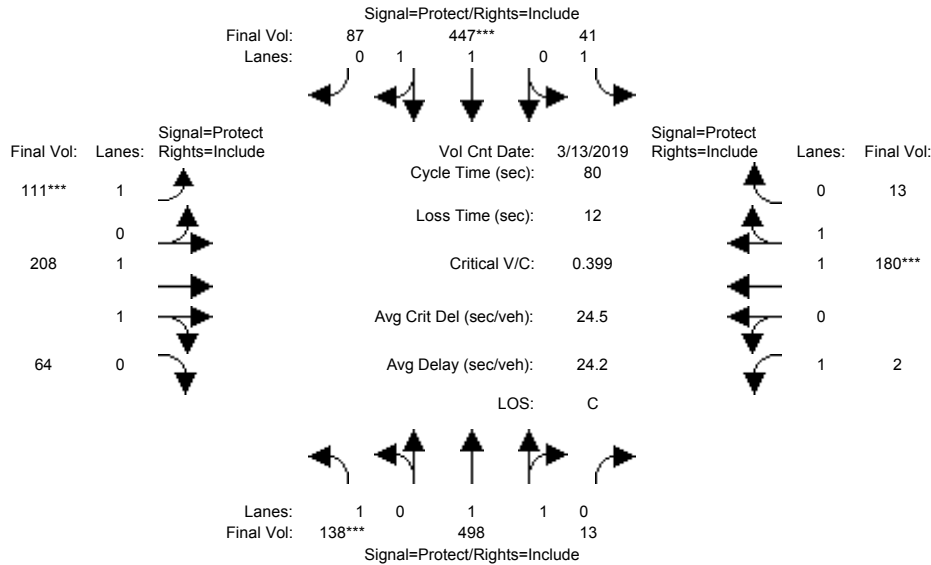 Signal=Protect/Rights=Include
Final Vol: 87 447*** 41
Lanes: 0 1 1 0 1
Signal=Protect
Final Vol: Lanes: Rights=Include
Vol Cnt Date: 3/13/2019
Signal=Protect
Rights=Include Lanes: Final Vol:
Cycle Time (sec): 80
111*** 1
0 13
Loss Time (sec): 12
0
1
208 1
Critical V/C: 0.399
1 180***
1
Avg Crit Del (sec/veh): 24.5
0
64 0
Avg Delay (sec/veh): 24.2
1 2
LOS: C
Lanes: 1 0 1 1 0
Final Vol: 138*** 498 13
Signal=Protect/Rights=Include